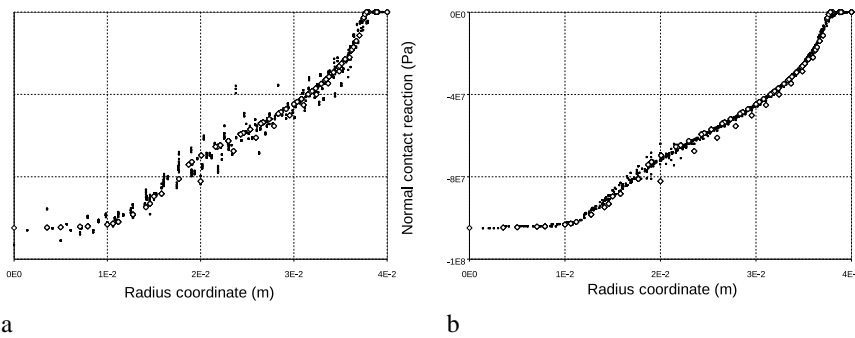 0E0
1E-2
2E-2
3E-2
4E-2
Radius coordinate (m)
a
Normal contact reaction (Pa)
0E0
-4E7
-8E7
-1E8
0E0
1E-2
2E-2
3E-2
4E-2
Radius coordinate (m)
b